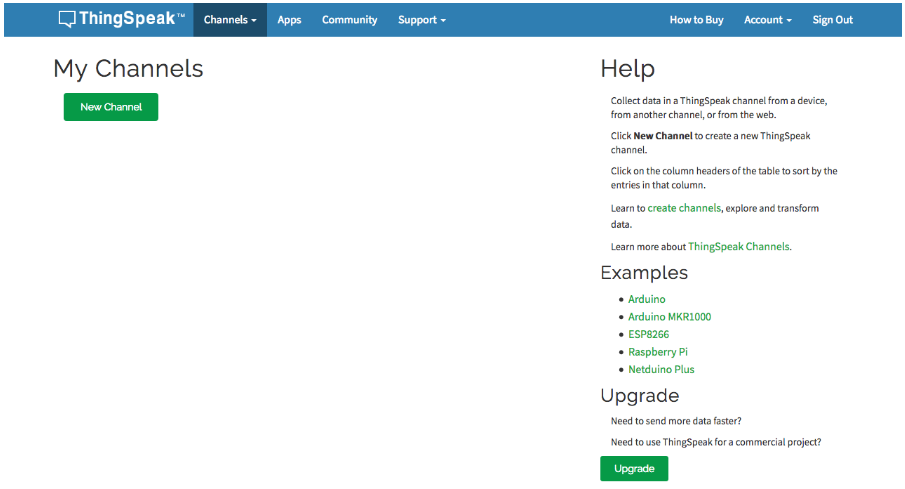 ThingSpeak™ Channels Apps Community Support How to Buy Account Sign Out
My Channels
New Channel
Help
Collect data in a ThingSpeak channel from a device,
from another channel, or from the web.
Click New Channel to create a new ThingSpeak
channel.
Click on the column headers of the table to sort by the
entries in that column.
Learn to create channels, explore and transform
data.
Learn more about ThingSpeak Channels.
Examples
Arduino
Arduino MKR1000
ESP8266
Raspberry Pi
Netduino Plus
Upgrade
Need to send more data faster?
Need to use ThingSpeak for a commercial project?
Upgrade